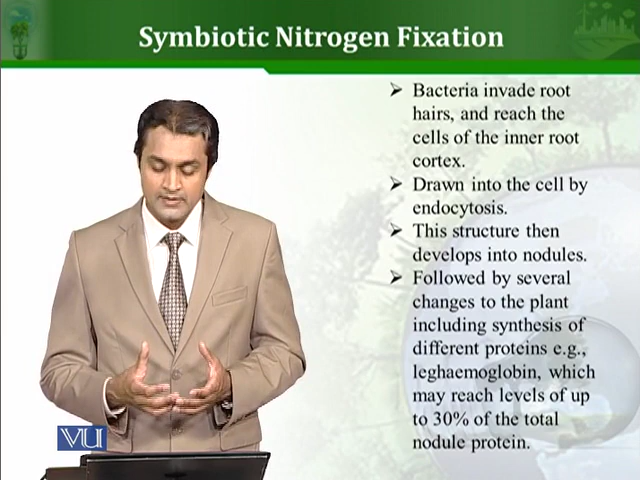 Symbiotic Nitrogen Fixation
➢ Bacteria invade root
hairs, and reach the
cells of the inner root
cortex.
➢ Drawn into the cell by
endocytosis.
➢ This structure then
develops into nodules.
➢ Followed by several
changes to the plant
including synthesis of
different proteins e.g.,
leghaemoglobin, which
may reach levels of up
to 30% of the total
nodule protein.
VU